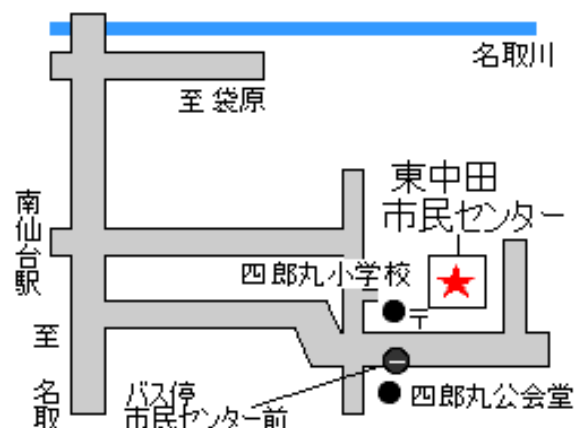 名取川
至 袋原
東中田
市民センター
南仙台駅
四郎丸小学校
〒
至 名取
バス停
市民センター前
四郎丸公会堂